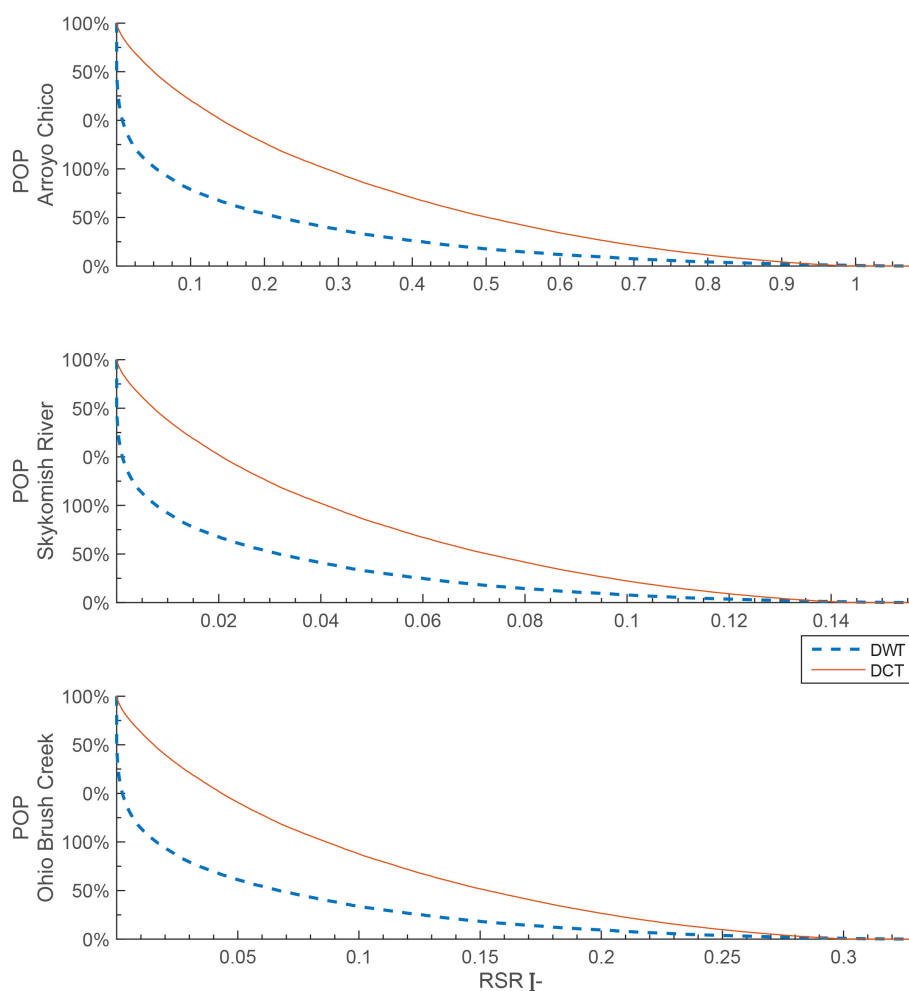 100%
50%
0%
100%
50%
0%
POP
Arroyo Chico
0.1 0.2 0.3 0.4 0.5 0.6 0.7 0.8 0.9 1
100%
50%
0%
100%
50%
0%
POP
Skykomish River
0.02 0.04 0.06 0.08 0.1 0.12 0.14
DWT
DCT
100%
50%
0%
100%
50%
0%
POP
Ohio Brush Creek
0.05 0.1 0.15 0.2 0.25 0.3
RSR I-